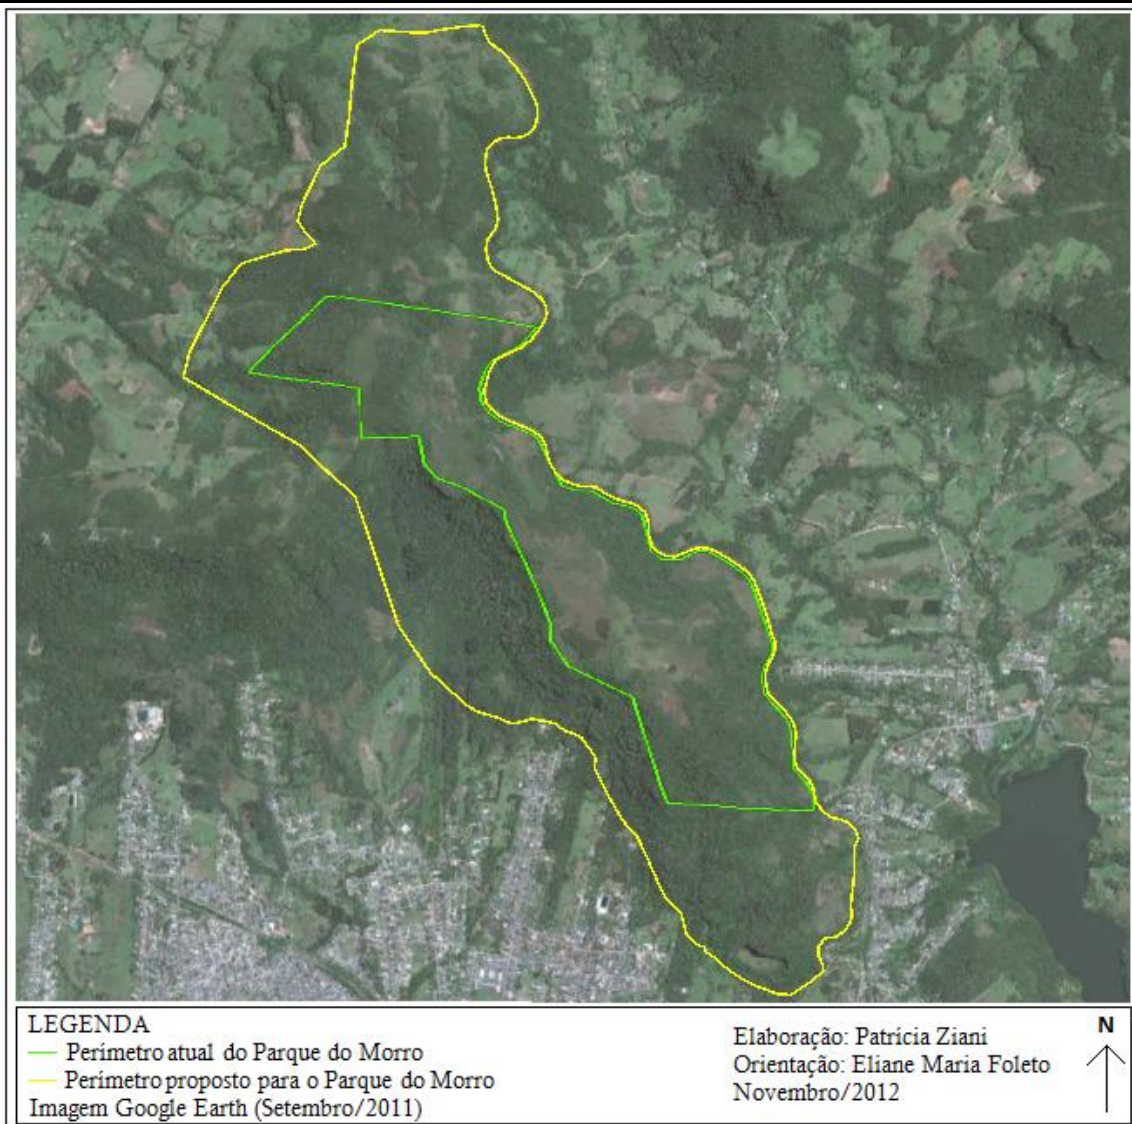 LEGENDA
Perímetro atual do Parque do Morro
Perímetro proposto para o Parque do Morro
Imagem Google Earth (Setembro/2011)
Elaboração: Patrícia Ziani
Orientação: Eliane Maria Foleto
Novembro/2012
N